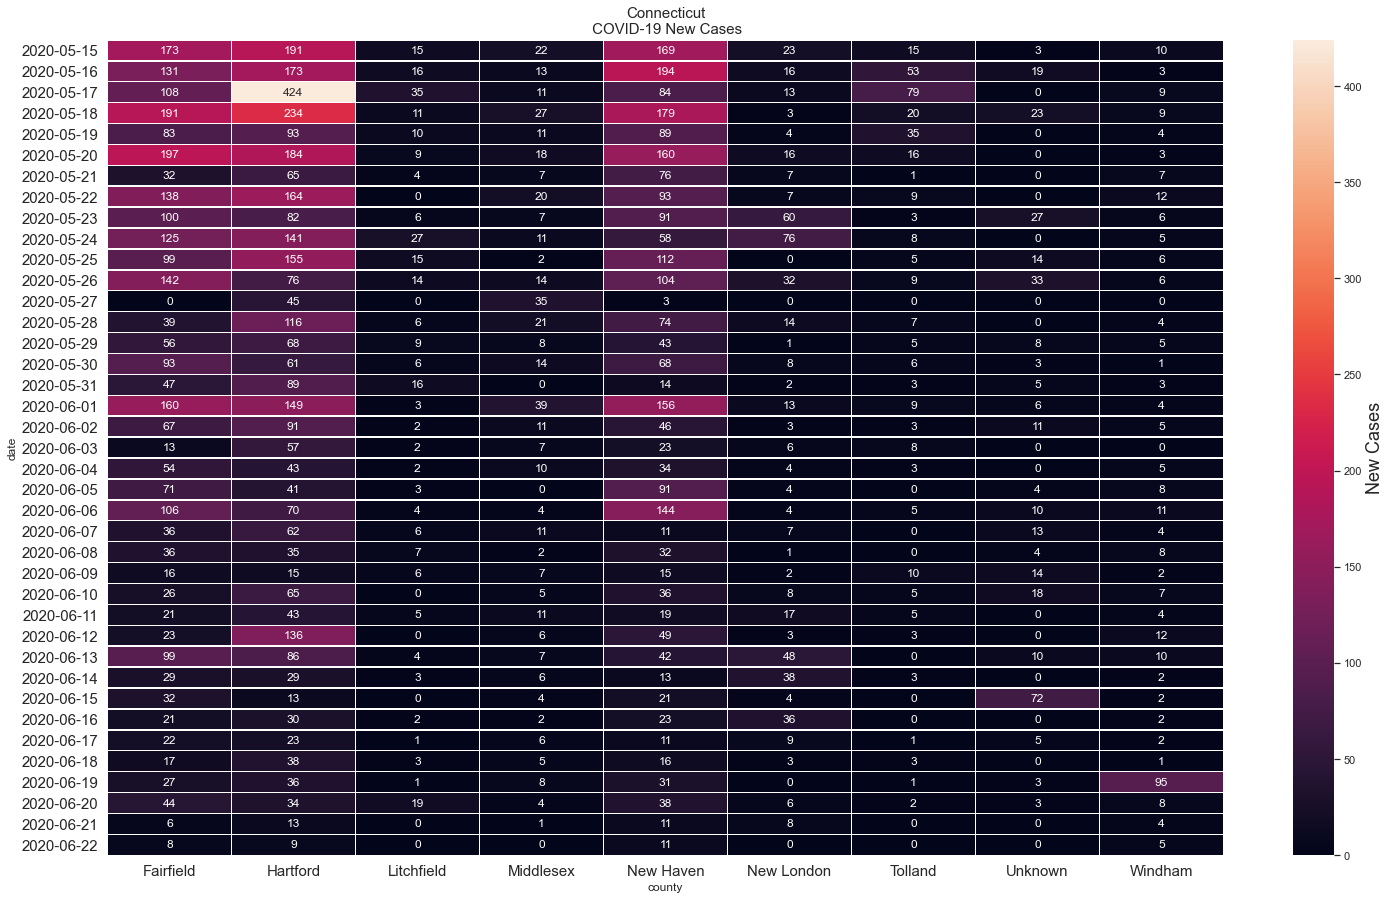 Connecticut
COVID-19 New Cases
2020-05-15 173 191 15 22 169 23 15 3 10
2020-05-16 131 173 16 13 194 16 53 19 3
2020-05-17 108 424 35 11 84 13 79 0 9
2020-05-18 191 234 11 27 179 3 20 23 9
2020-05-19 83 93 10 11 89 4 35 0 4
2020-05-20 197 184 9 18 160 16 16 0 3
2020-05-21 32 65 4 7 76 7 1 0 7
2020-05-22 138 164 0 20 93 7 9 0 12
2020-05-23 100 82 6 7 91 60 3 27 6
2020-05-24 125 141 27 11 58 76 8 0 5
2020-05-25 99 155 15 2 112 0 5 14 6
2020-05-26 142 76 14 14 104 32 9 33 6
2020-05-27 0 45 0 35 3 0 0 0 0
2020-05-28 39 116 6 21 74 14 7 0 4
2020-05-29 56 68 9 8 43 1 5 8 5
2020-05-30 93 61 6 14 68 8 6 3 1
2020-05-31 47 89 16 0 14 2 3 5 3
2020-06-01 160 149 3 39 156 13 9 6 4
2020-06-02 67 91 2 11 46 3 3 11 5
2020-06-03 13 57 2 7 23 6 8 0 0
2020-06-04 54 43 2 10 34 4 3 0 5
2020-06-05 71 41 3 0 91 4 0 4 8
2020-06-06 106 70 4 4 144 4 5 10 11
2020-06-07 36 62 6 11 11 7 0 13 4
2020-06-08 36 35 7 2 32 1 0 4 8
2020-06-09 16 15 6 7 15 2 10 14 2
2020-06-10 26 65 0 5 36 8 5 18 7
2020-06-11 21 43 5 11 19 17 5 0 4
2020-06-12 23 136 0 6 49 3 3 0 12
2020-06-13 99 86 4 7 42 48 0 10 10
2020-06-14 29 29 3 6 13 38 3 0 2
2020-06-15 32 13 0 4 21 4 0 72 2
2020-06-16 21 30 2 2 23 36 0 0 2
2020-06-17 22 23 1 6 11 9 1 5 2
2020-06-18 17 38 3 5 16 3 3 0 1
2020-06-19 27 36 1 8 31 0 1 3 95
2020-06-20 44 34 19 4 38 6 2 3 8
2020-06-21 6 13 0 1 11 8 0 0 4
2020-06-22 8 9 0 0 11 0 0 0 5
Fairfield Hartford Litchfield Middlesex New Haven New London Tolland Unknown Windham
county
date
400
350
300
250
200
150
100
50
0
New Cases